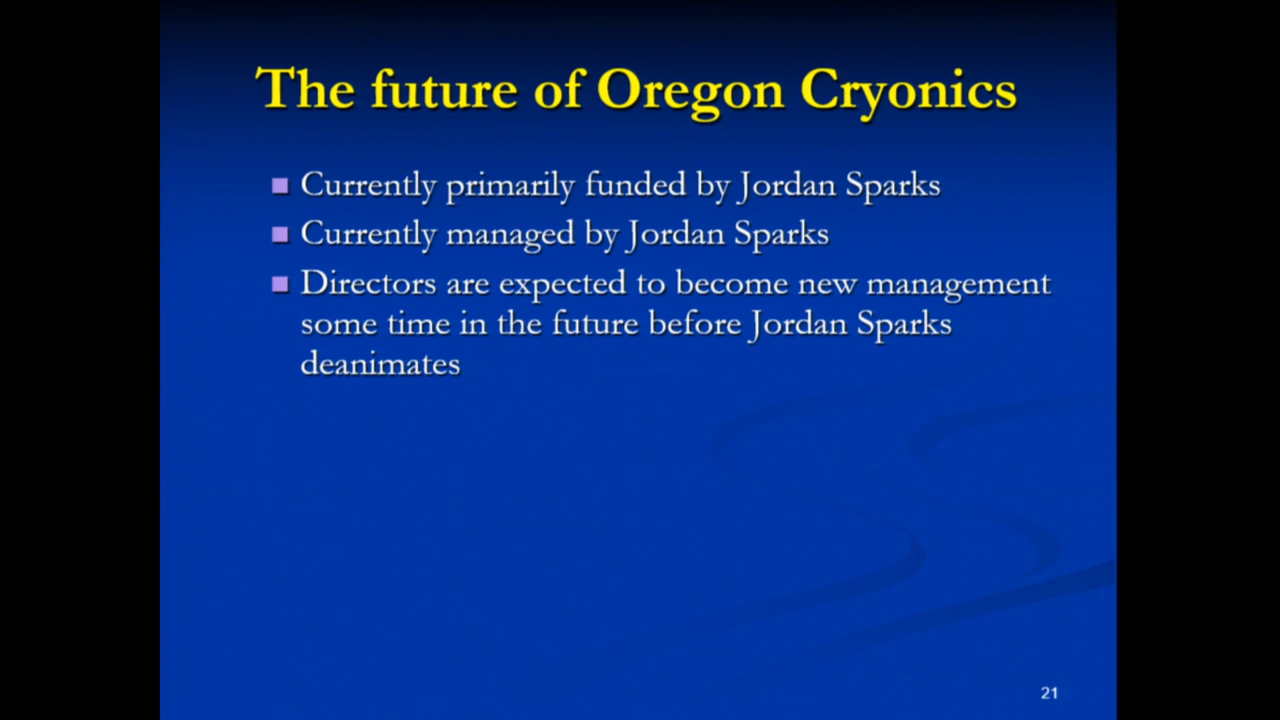 The future of Oregon Cryonics
Currently primarily funded by Jordan Sparks
Currently managed by Jordan Sparks
Directors are expected to become new management
some time in the future before Jordan Sparks
deanimates
21